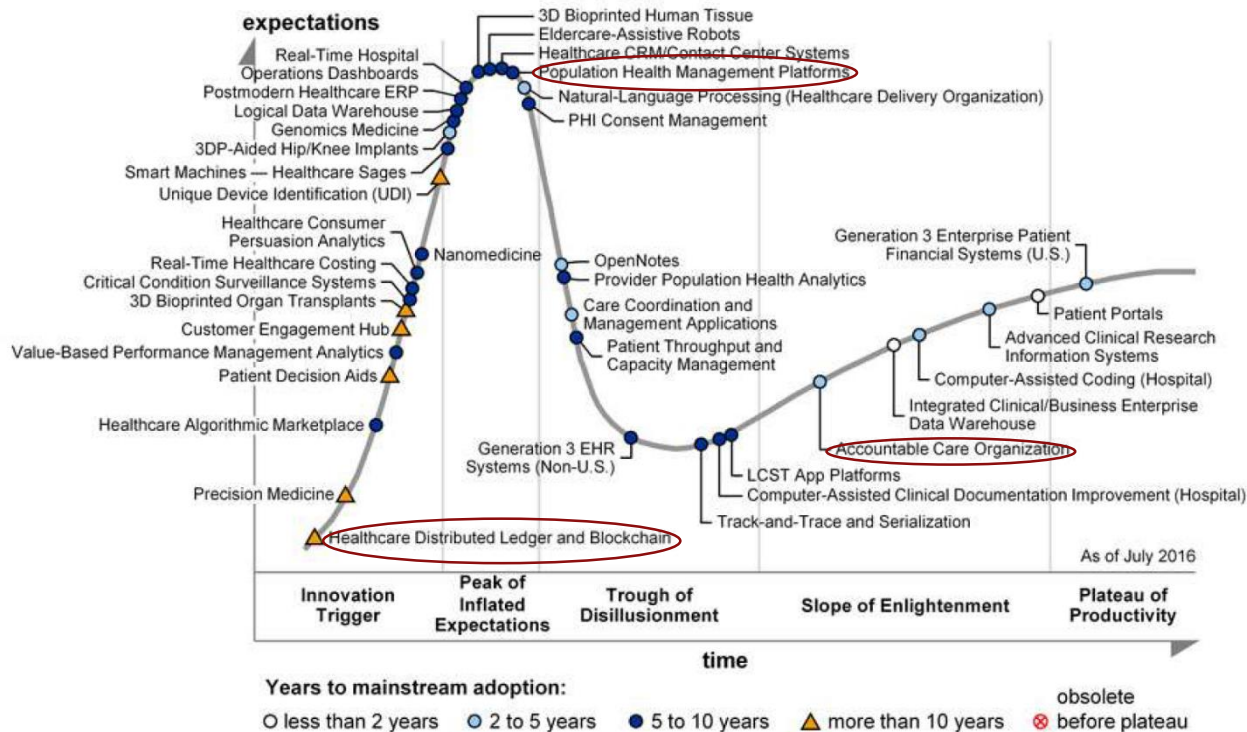 expectations
3D Bioprinted Human Tissue
Eldercare-Assistive Robots
Healthcare CRM/Contact Center Systems
Population Health Management Platforms
Natural-Language Processing (Healthcare Delivery Organization)
PHI Consent Management
Real-Time Hospital
Operations Dashboards
Postmodern Healthcare ERP
Logical Data Warehouse
Genomics Medicine
3DP-Aided Hip/Knee Implants
Smart Machines — Healthcare Sages
Unique Device Identification (UDI)
Healthcare Consumer
Persuasion Analytics
Nanomedicine
Real-Time Healthcare Costing
Critical Condition Surveillance Systems
3D Bioprinted Organ Transplants
Customer Engagement Hub
Value-Based Performance Management Analytics
Patient Decision Aids
Healthcare Algorithmic Marketplace
Precision Medicine
Healthcare Distributed Ledger and Blockchain
OpenNotes
Provider Population Health Analytics
Care Coordination and
Management Applications
Patient Throughput and
Capacity Management
Generation 3 EHR
Systems (Non-U.S.)
LCST App Platforms
Computer-Assisted Clinical Documentation Improvement (Hospital)
Track-and-Trace and Serialization
Generation 3 Enterprise Patient
Financial Systems (U.S.)
Patient Portals
Advanced Clinical Research
Information Systems
Computer-Assisted Coding (Hospital)
Integrated Clinical/Business Enterprise
Data Warehouse
Accountable Care Organization
As of July 2016
Innovation
Trigger
Peak of
Inflated
Expectations
Trough of
Disillusionment
Slope of Enlightenment
Plateau of
Productivity
time
Years to mainstream adoption:
less than 2 years
2 to 5 years
5 to 10 years
more than 10 years
obsolete
before plateau